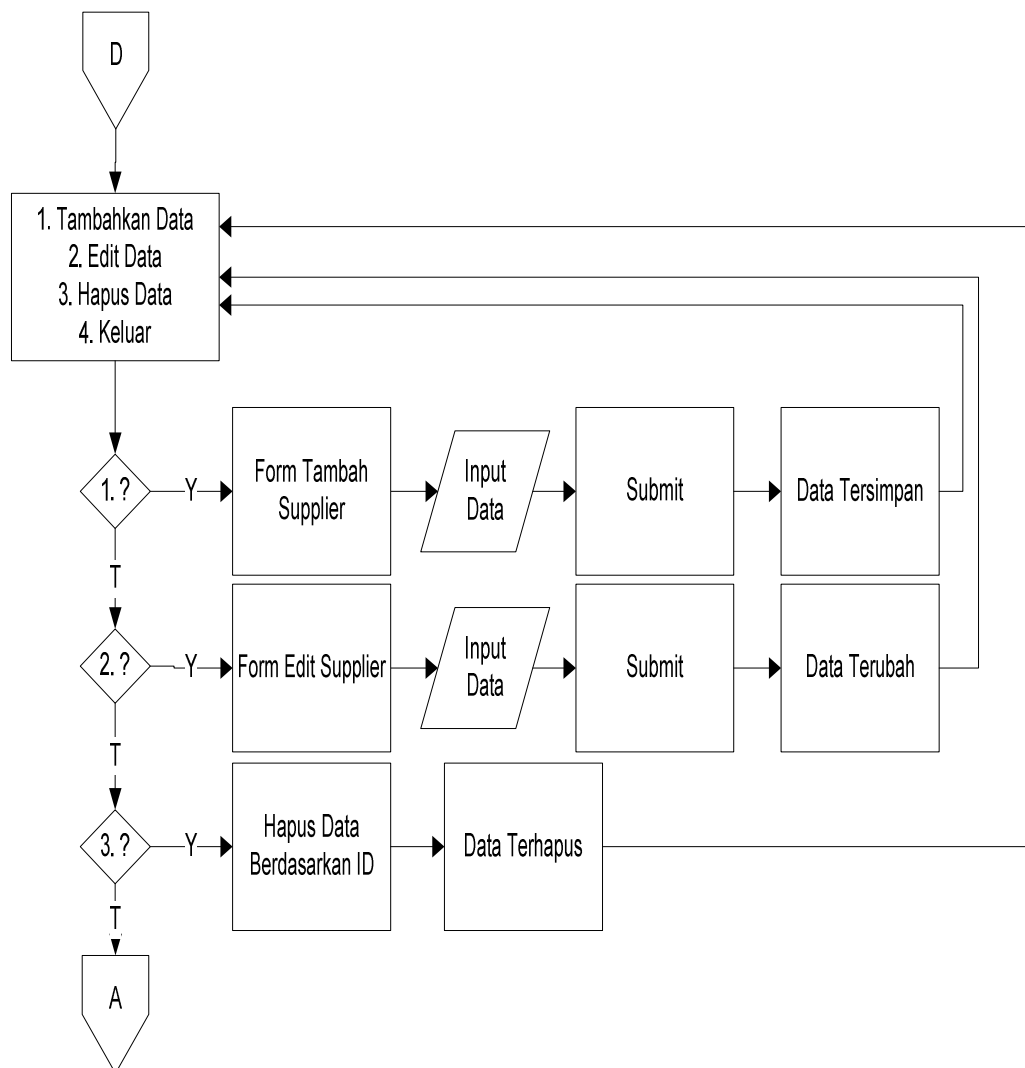 D
1. Tambahkan Data
2. Edit Data
3. Hapus Data
4. Keluar
1. ?
Y
Form Tambah
Supplier
Input
Data
Submit
Data Tersimpan
T
2. ?
Y
Form Edit Supplier
Input
Data
Submit
Data Terubah
T
3. ?
Y
Hapus Data
Berdasarkan ID
Data Terhapus
T
A